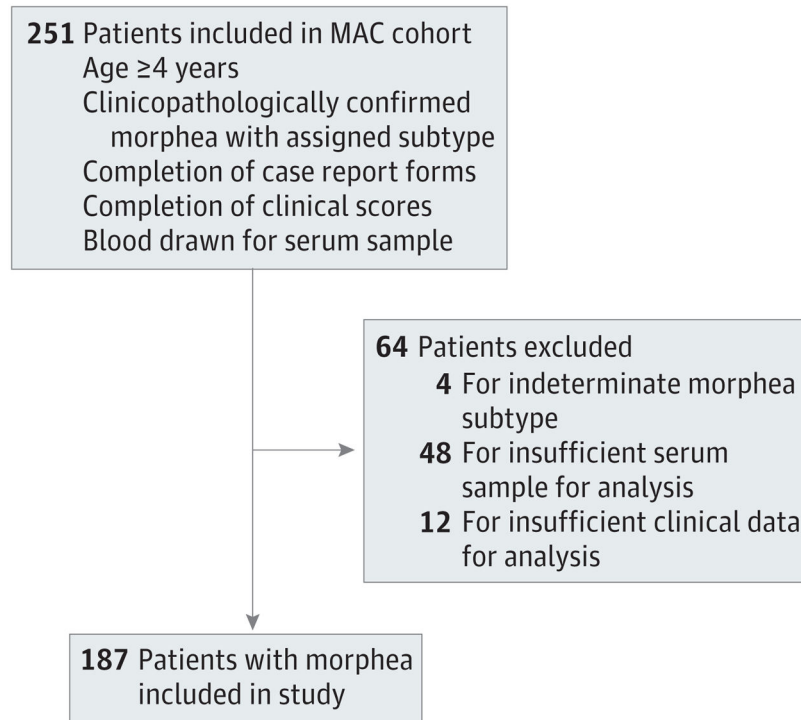 251 Patients included in MAC cohort
Age ≥4 years
Clinicopathologically confirmed
morphea with assigned subtype
Completion of case report forms
Completion of clinical scores
Blood drawn for serum sample
64 Patients excluded
4 For indeterminate morphea
subtype
48 For insufficient serum
sample for analysis
12 For insufficient clinical data
for analysis
187 Patients with morphea
included in study